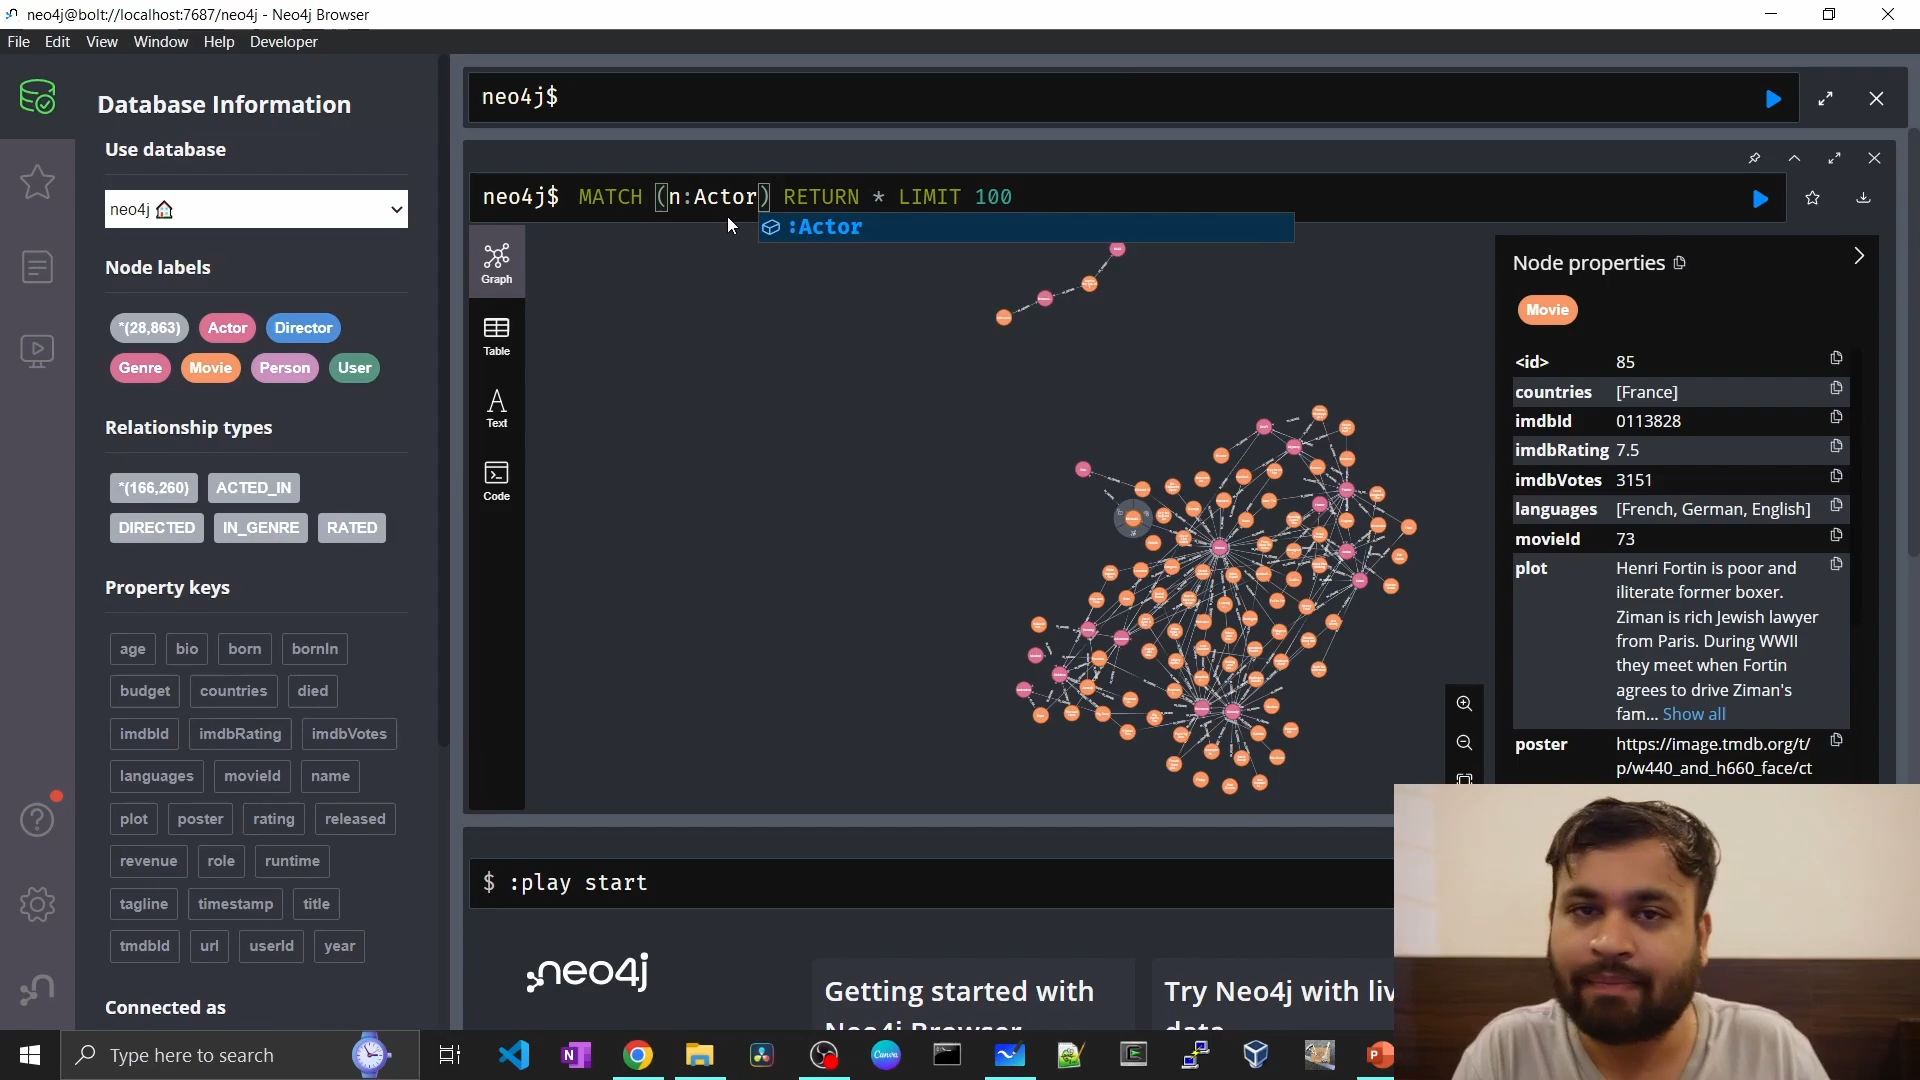 neo4j@bolt://localhost:7687/neo4j - Neo4j Browser
File Edit View Window Help Developer
Database Information
Use database
neo4j
Node labels
*(28,863) Actor Director
Genre Movie Person User
Relationship types
*(166,260) ACTED_IN
DIRECTED IN_GENRE RATED
Property keys
age bio born bornIn
budget countries died
imdbId imdbRating imdbVotes
languages movieId name
plot poster rating released
revenue role runtime
tagline timestamp title
tmdbId url userId year
Connected as
neo4j$
neo4j$ MATCH (n:Actor) RETURN * LIMIT 100
:Actor
Graph
Table
Text
Code
Node properties
Movie
<id> 85
countries [France]
imdbId 0113828
imdbRating 7.5
imdbVotes 3151
languages [French, German, English]
movieId 73
plot Henri Fortin is poor and
iliterate former boxer.
Ziman is rich Jewish lawyer
from Paris. During WWII
they meet when Fortin
agrees to drive Ziman's
fam... Show all
poster https://image.tmdb.org/t/
p/w440_and_h660_face/ct
$ :play start
neo4j
Getting started with
Neo4j Browser
Try Neo4j with liv
data
Type here to search